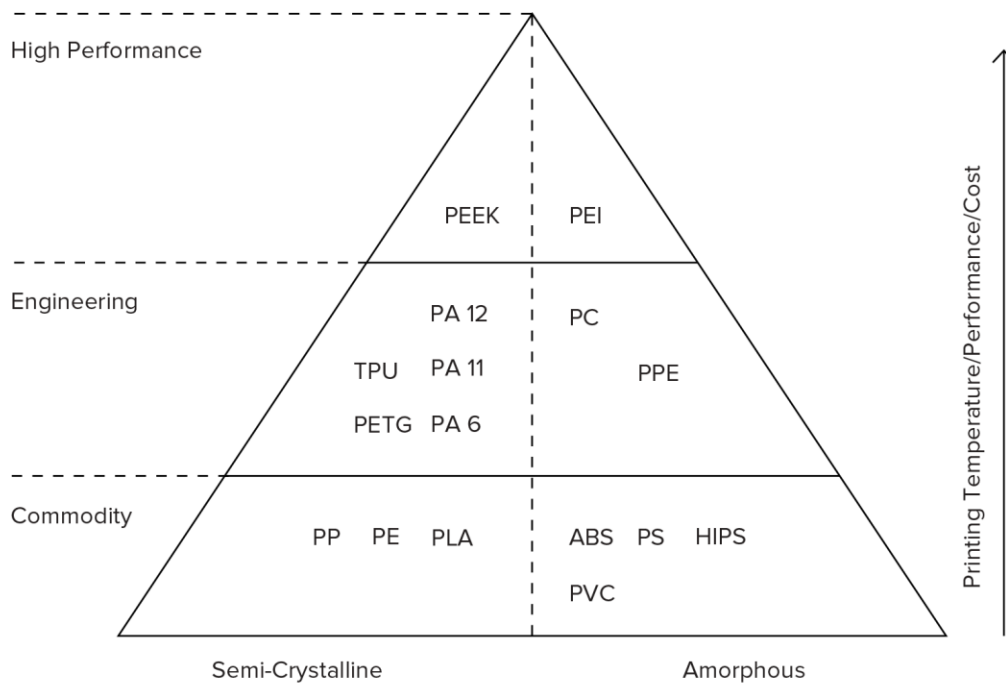 High Performance
PEEK PEI
Engineering
PA 12 PC
TPU PA 11 PPE
PETG PA 6
Commodity
PP PE PLA ABS PS HIPS
PVC
Semi-Crystalline Amorphous
Printing Temperature/Performance/Cost